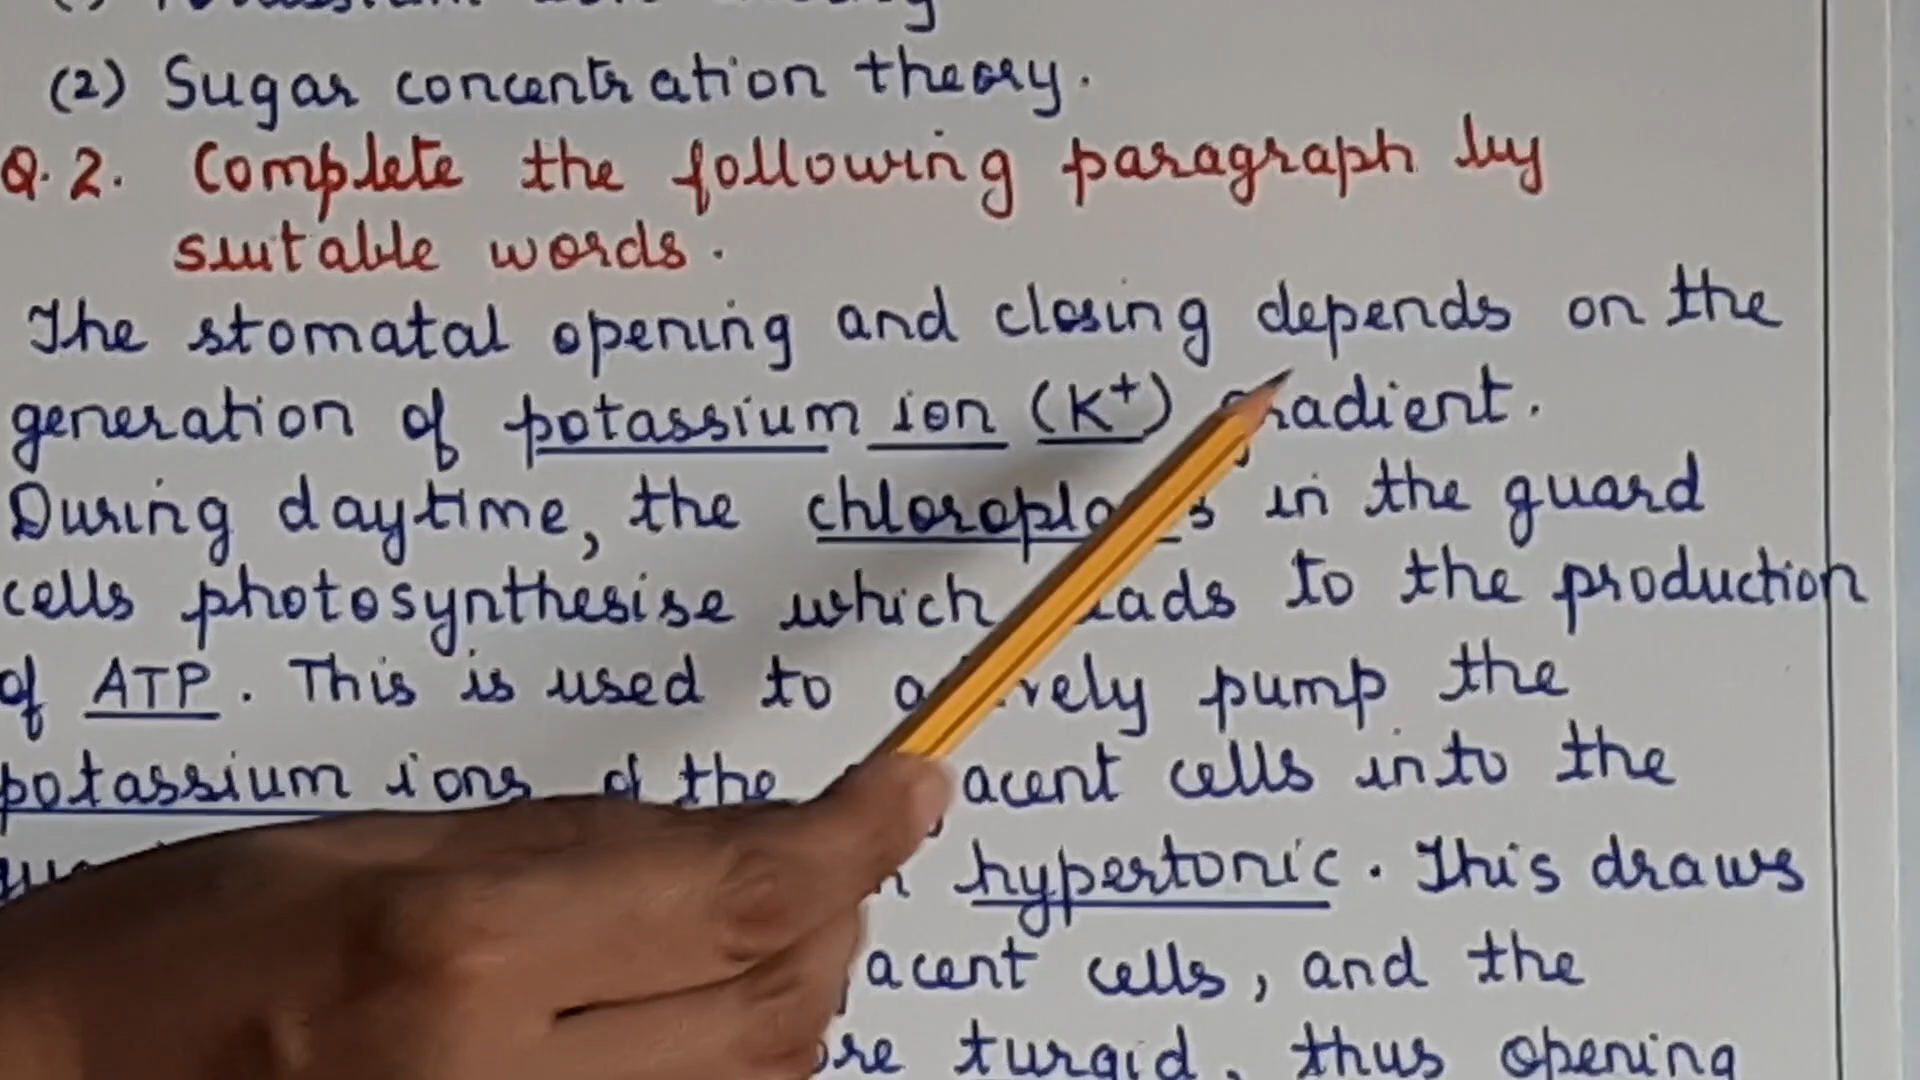 (2) Sugar concentration theory.
Q.2. Complete the following paragraph by
suitable words.
The stomatal opening and closing depends on the
generation of potassium ion (K+) gradient.
During daytime, the in the guard
cells photosynthesise which to the production
of ATP. This is used to pump the
potassium ions of the cells into the
hypertonic. This draws
cells, and the
turgid, thus opening